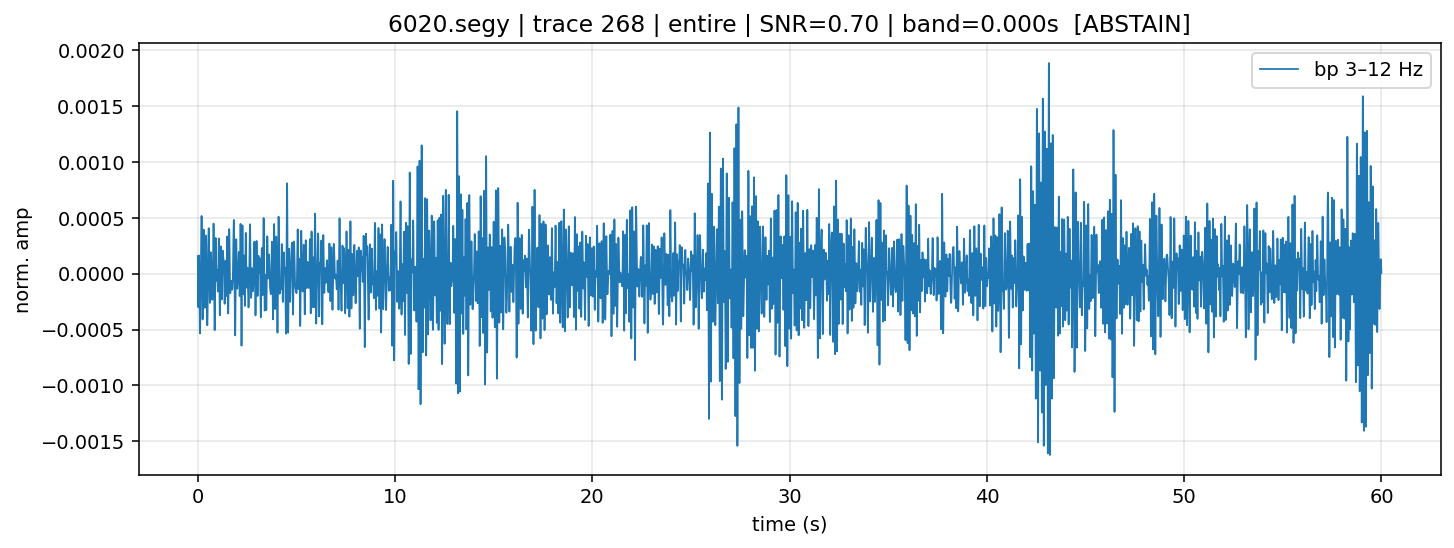 6020.segy | trace 268 | entire | SNR=0.70 | band=0.000s  [ABSTAIN]
bp 3–12 Hz
norm. amp
0.0020
0.0015
0.0010
0.0005
0.0000
−0.0005
−0.0010
−0.0015
0 10 20 30 40 50 60
time (s)